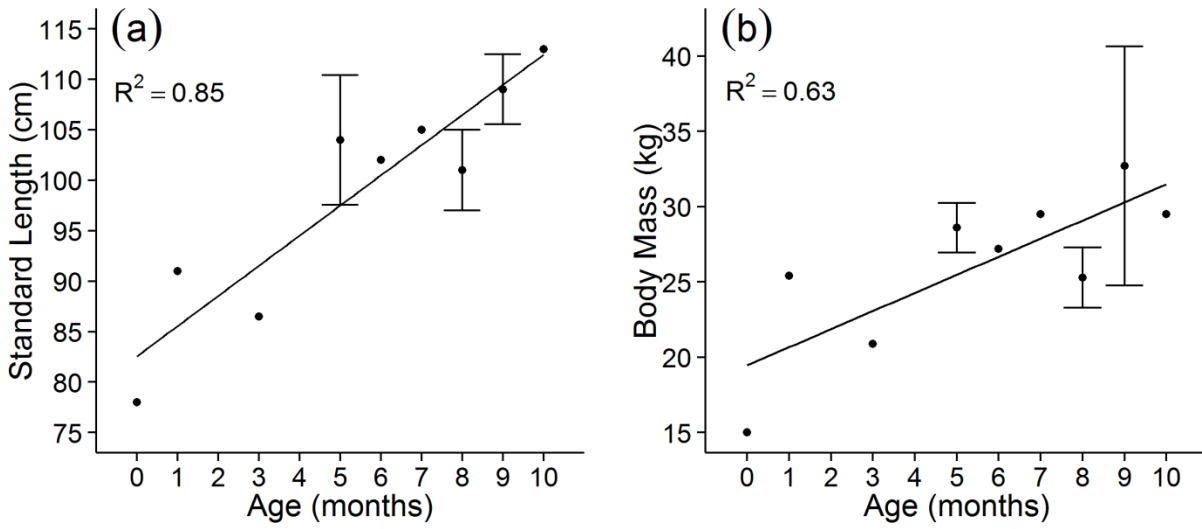 (a)
R² = 0.85
Standard Length (cm)
115
113
110
105
100
95
90
85
80
75
0 1 2 3 4 5 6 7 8 9 10
Age (months)
(b)
R² = 0.63
Body Mass (kg)
40
35
30
25
20
15
0 1 2 3 4 5 6 7 8 9 10
Age (months)